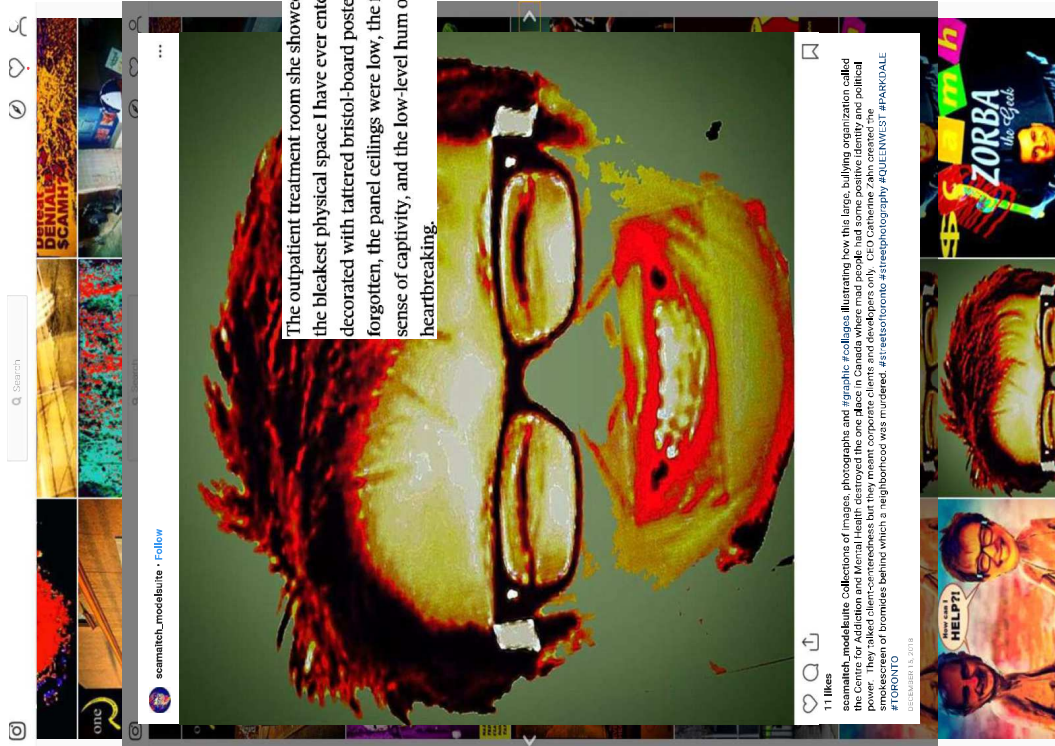 Search
Defeat
DENIAL
$CAMH
one
Search
scamaitch_modelsuite • Follow
The outpatient treatment room she showe
the bleakest physical space I have ever ente
decorated with tattered bristol-board poste
forgotten, the panel ceilings were low, the
sense of captivity, and the low-level hum o
heartbreaking.
11 likes
scamaitch_modelsuite Collections of images, photographs and #graphic #collages illustrating how this large, bullying organization called
the Centre for Addiction and Mental Health destroyed the one place in Canada where mad people had some positive identity and political
power. They talked client-centeredness but they meant corporate clients and developers only. CEO Catherine Zahn created the
smokescreen of bromides behind which a neighborhood was murdered. #streetsoftoronto #streetphotography #QUEENWEST #PARKDALE
#TORONTO
DECEMBER 15, 2018
$camh
ZORBA
the Geek
How can I
HELP?!